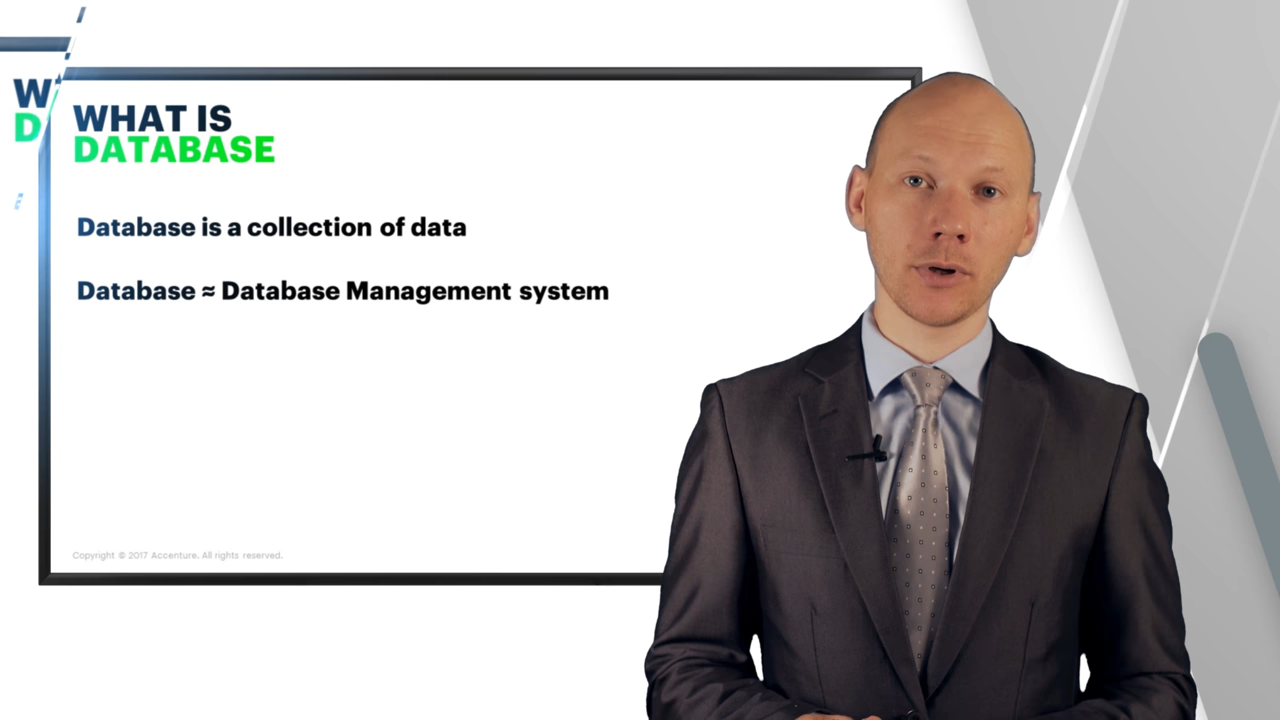 W
D
WHAT IS
DATABASE
Database is a collection of data
Database ≈ Database Management system
Copyright © 2017 Accenture. All rights reserved.